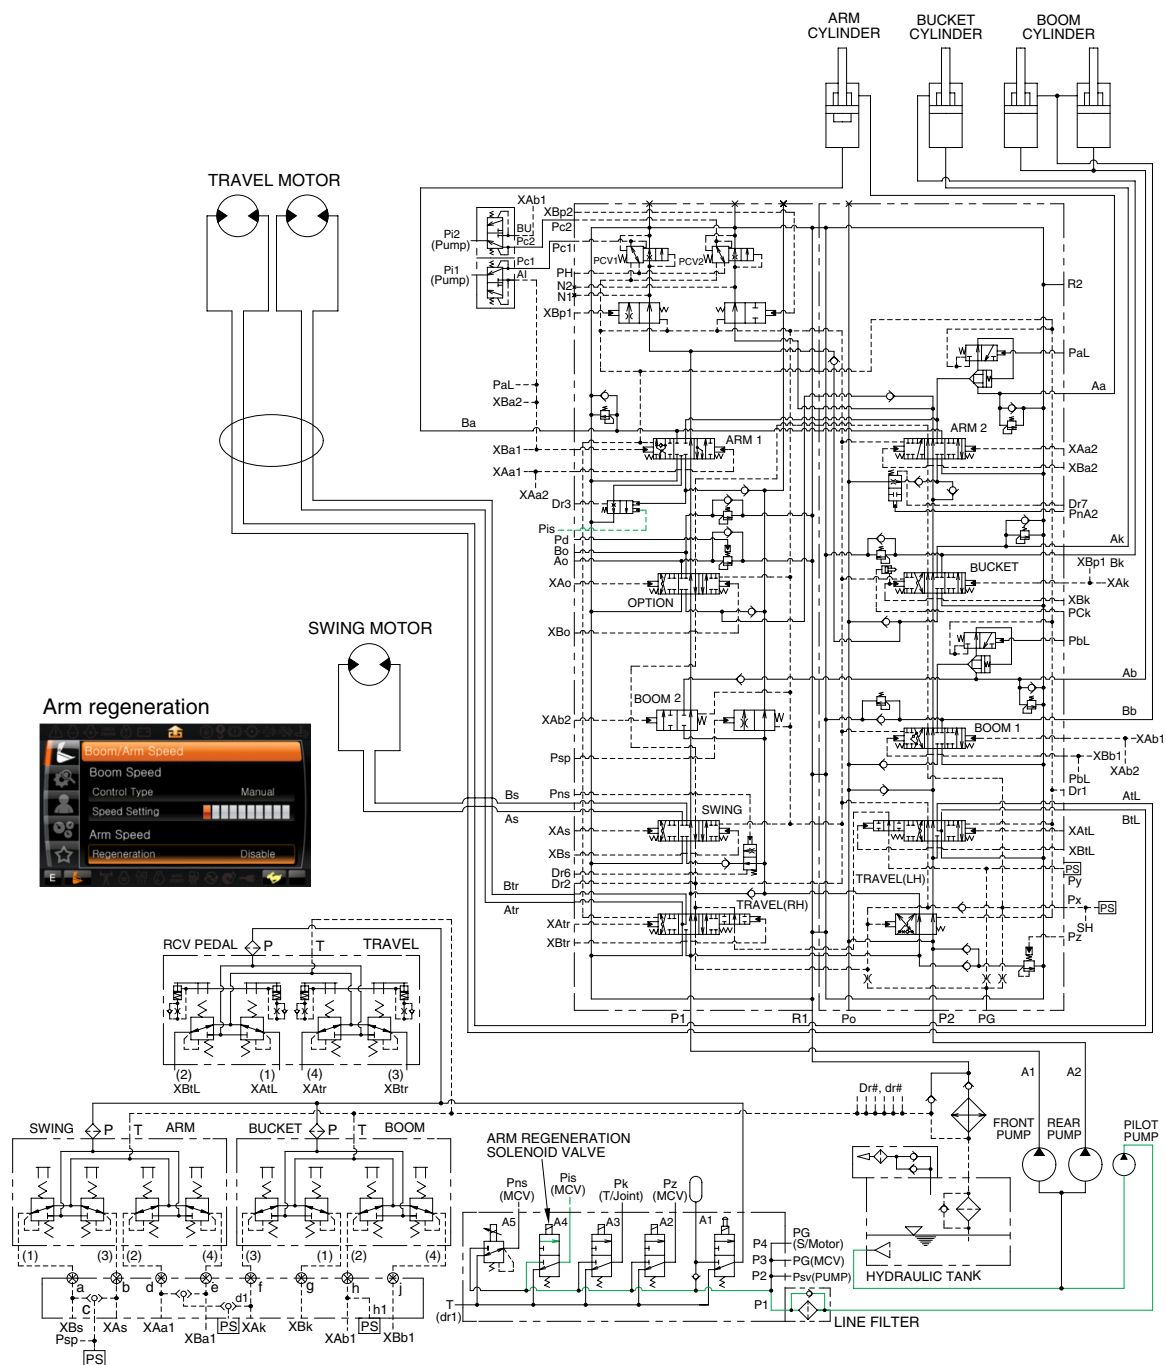 ARM
CYLINDER
BUCKET
CYLINDER
BOOM
CYLINDER
TRAVEL MOTOR
XAb1
BU
Pc2
Pi2
(Pump)
Pc1
AI
Pi1
(Pump)
XBp2
Pc2
Pc1
PCV1
PCV2
PH
N2
N1
XBp1
R2
PaL
Aa
PaL
XBa2
Ba
ARM 1
ARM 2
XBa1
XAa1
XAa2
XAa2
XBa2
Dr3
Pis
Pd
Bo
Ao
Dr7
PnA2
Ak
XBp1
Bk
XAo
OPTION
BUCKET
XAk
XBk
PCk
XBo
PbL
SWING MOTOR
Ab
BOOM 2
Bb
XAb2
BOOM 1
XAb1
XBb1
XAb2
Psp
PbL
Dr1
Pns
AtL
BtL
Bs
As
SWING
XAs
XBs
XAtL
XBtL
Dr6
Dr2
TRAVEL(LH)
PS
Py
Btr
Atr
TRAVEL(RH)
XAtr
XBtr
Px
PS
SH
Pz
P1
R1
Po
P2
PG
Arm regeneration
Boom/Arm Speed
Boom Speed
Control Type Manual
Speed Setting
Arm Speed
Regeneration Disable
E
RCV PEDAL
P
T
TRAVEL
(2)
XBtL
(1)
XAtL
(4)
XAtr
(3)
XBtr
SWING
P
T
ARM
BUCKET
P
T
BOOM
(1)
(3)
(2)
(4)
(3)
(1)
(2)
(4)
a
b
c
d
e
d1
f
g
h
h1
j
XBs
XAs
XAa1
XBa1
PS
XAk
XBk
XAb1
PS
XBb1
Psp
PS
ARM REGENERATION
SOLENOID VALVE
Pns
(MCV)
Pis
(MCV)
Pk
(T/Joint)
Pz
(MCV)
A5
A4
A3
A2
A1
P4
PG
(S/Motor)
P3
PG(MCV)
P2
Psv(PUMP)
P1
T
(dr1)
LINE FILTER
Dr#, dr#
A1
A2
FRONT
PUMP
REAR
PUMP
PILOT
PUMP
HYDRAULIC TANK